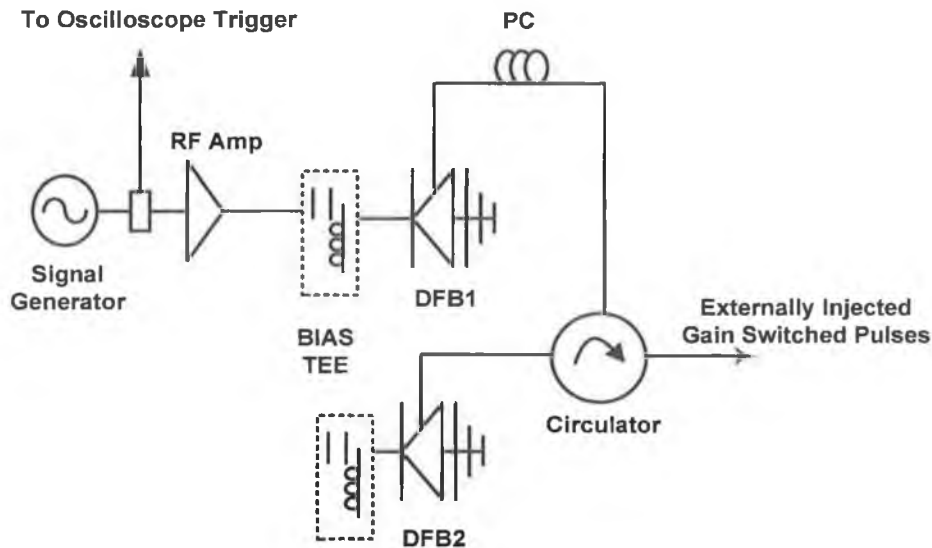 To Oscilloscope Trigger
PC
RF Amp
Signal
Generator
DFB1
BIAS
TEE
Externally Injected
Gain Switched Pulses
Circulator
DFB2